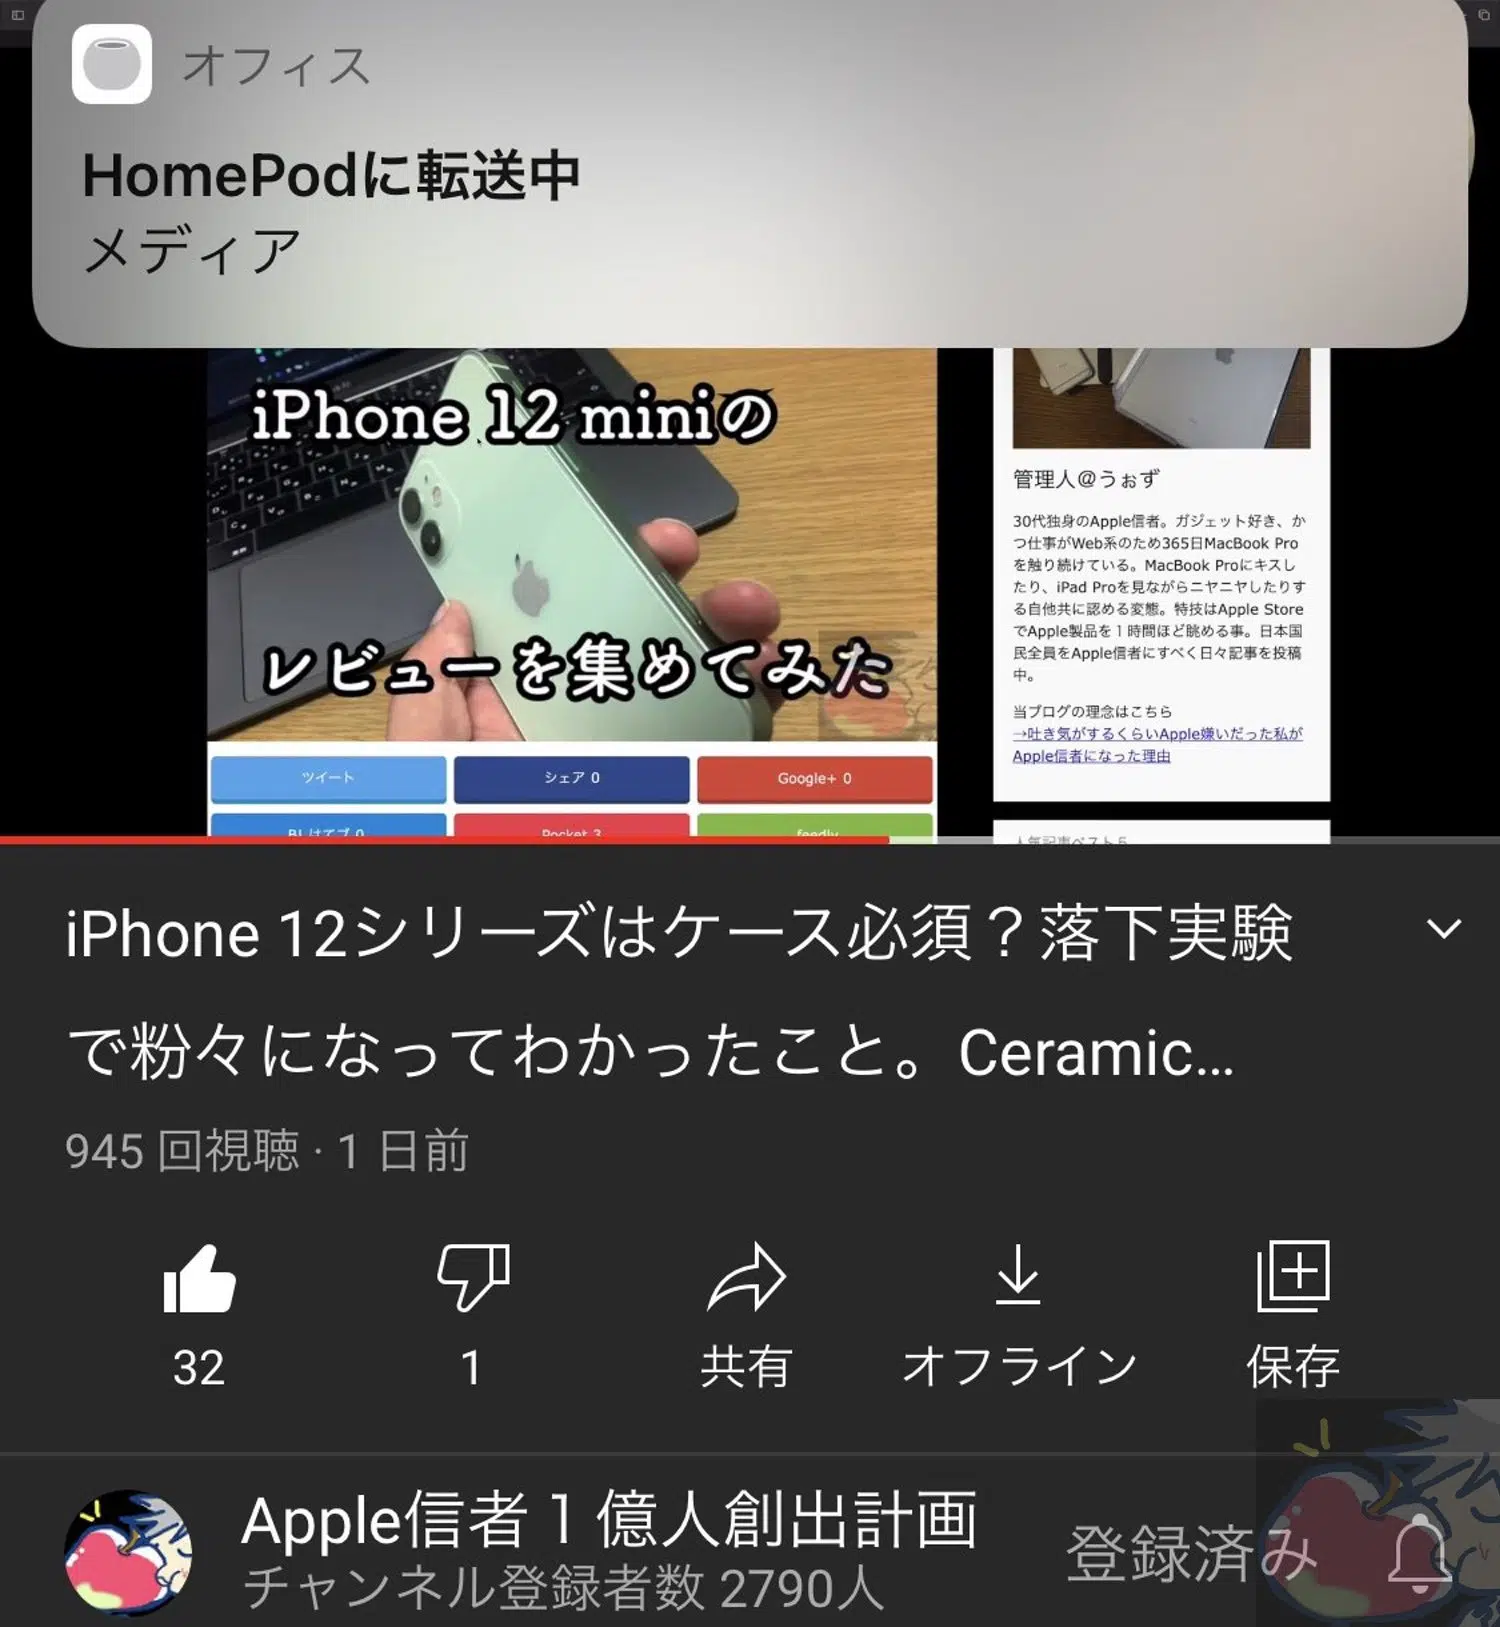 オフィス
HomePodに転送中
メディア
iPhone 12 miniの
レビューを集めてみた
管理人@うぉず
30代独身のApple信者。ガジェット好き、か
つ仕事がWeb系のため365日MacBook Pro
を触り続けている。MacBook Proにキスし
たり、iPad Proを見ながらニヤニヤしたりす
る自他共に認める変態。特技はApple Store
でApple製品を１時間ほど眺める事。日本国
民全員をApple信者にすべく日々記事を投稿
中。
当ブログの理念はこちら
→吐き気がするくらいApple嫌いだった私が
Apple信者になった理由
ツイート
シェア 0
Google+ 0
B! はてブ 0
Pocket 3
feedly
人気記事ベスト５
iPhone 12シリーズはケース必須？落下実験
で粉々になってわかったこと。Ceramic...
945 回視聴・1 日前
32
1
共有
オフライン
保存
Apple信者１億人創出計画
チャンネル登録者数 2790人
登録済み